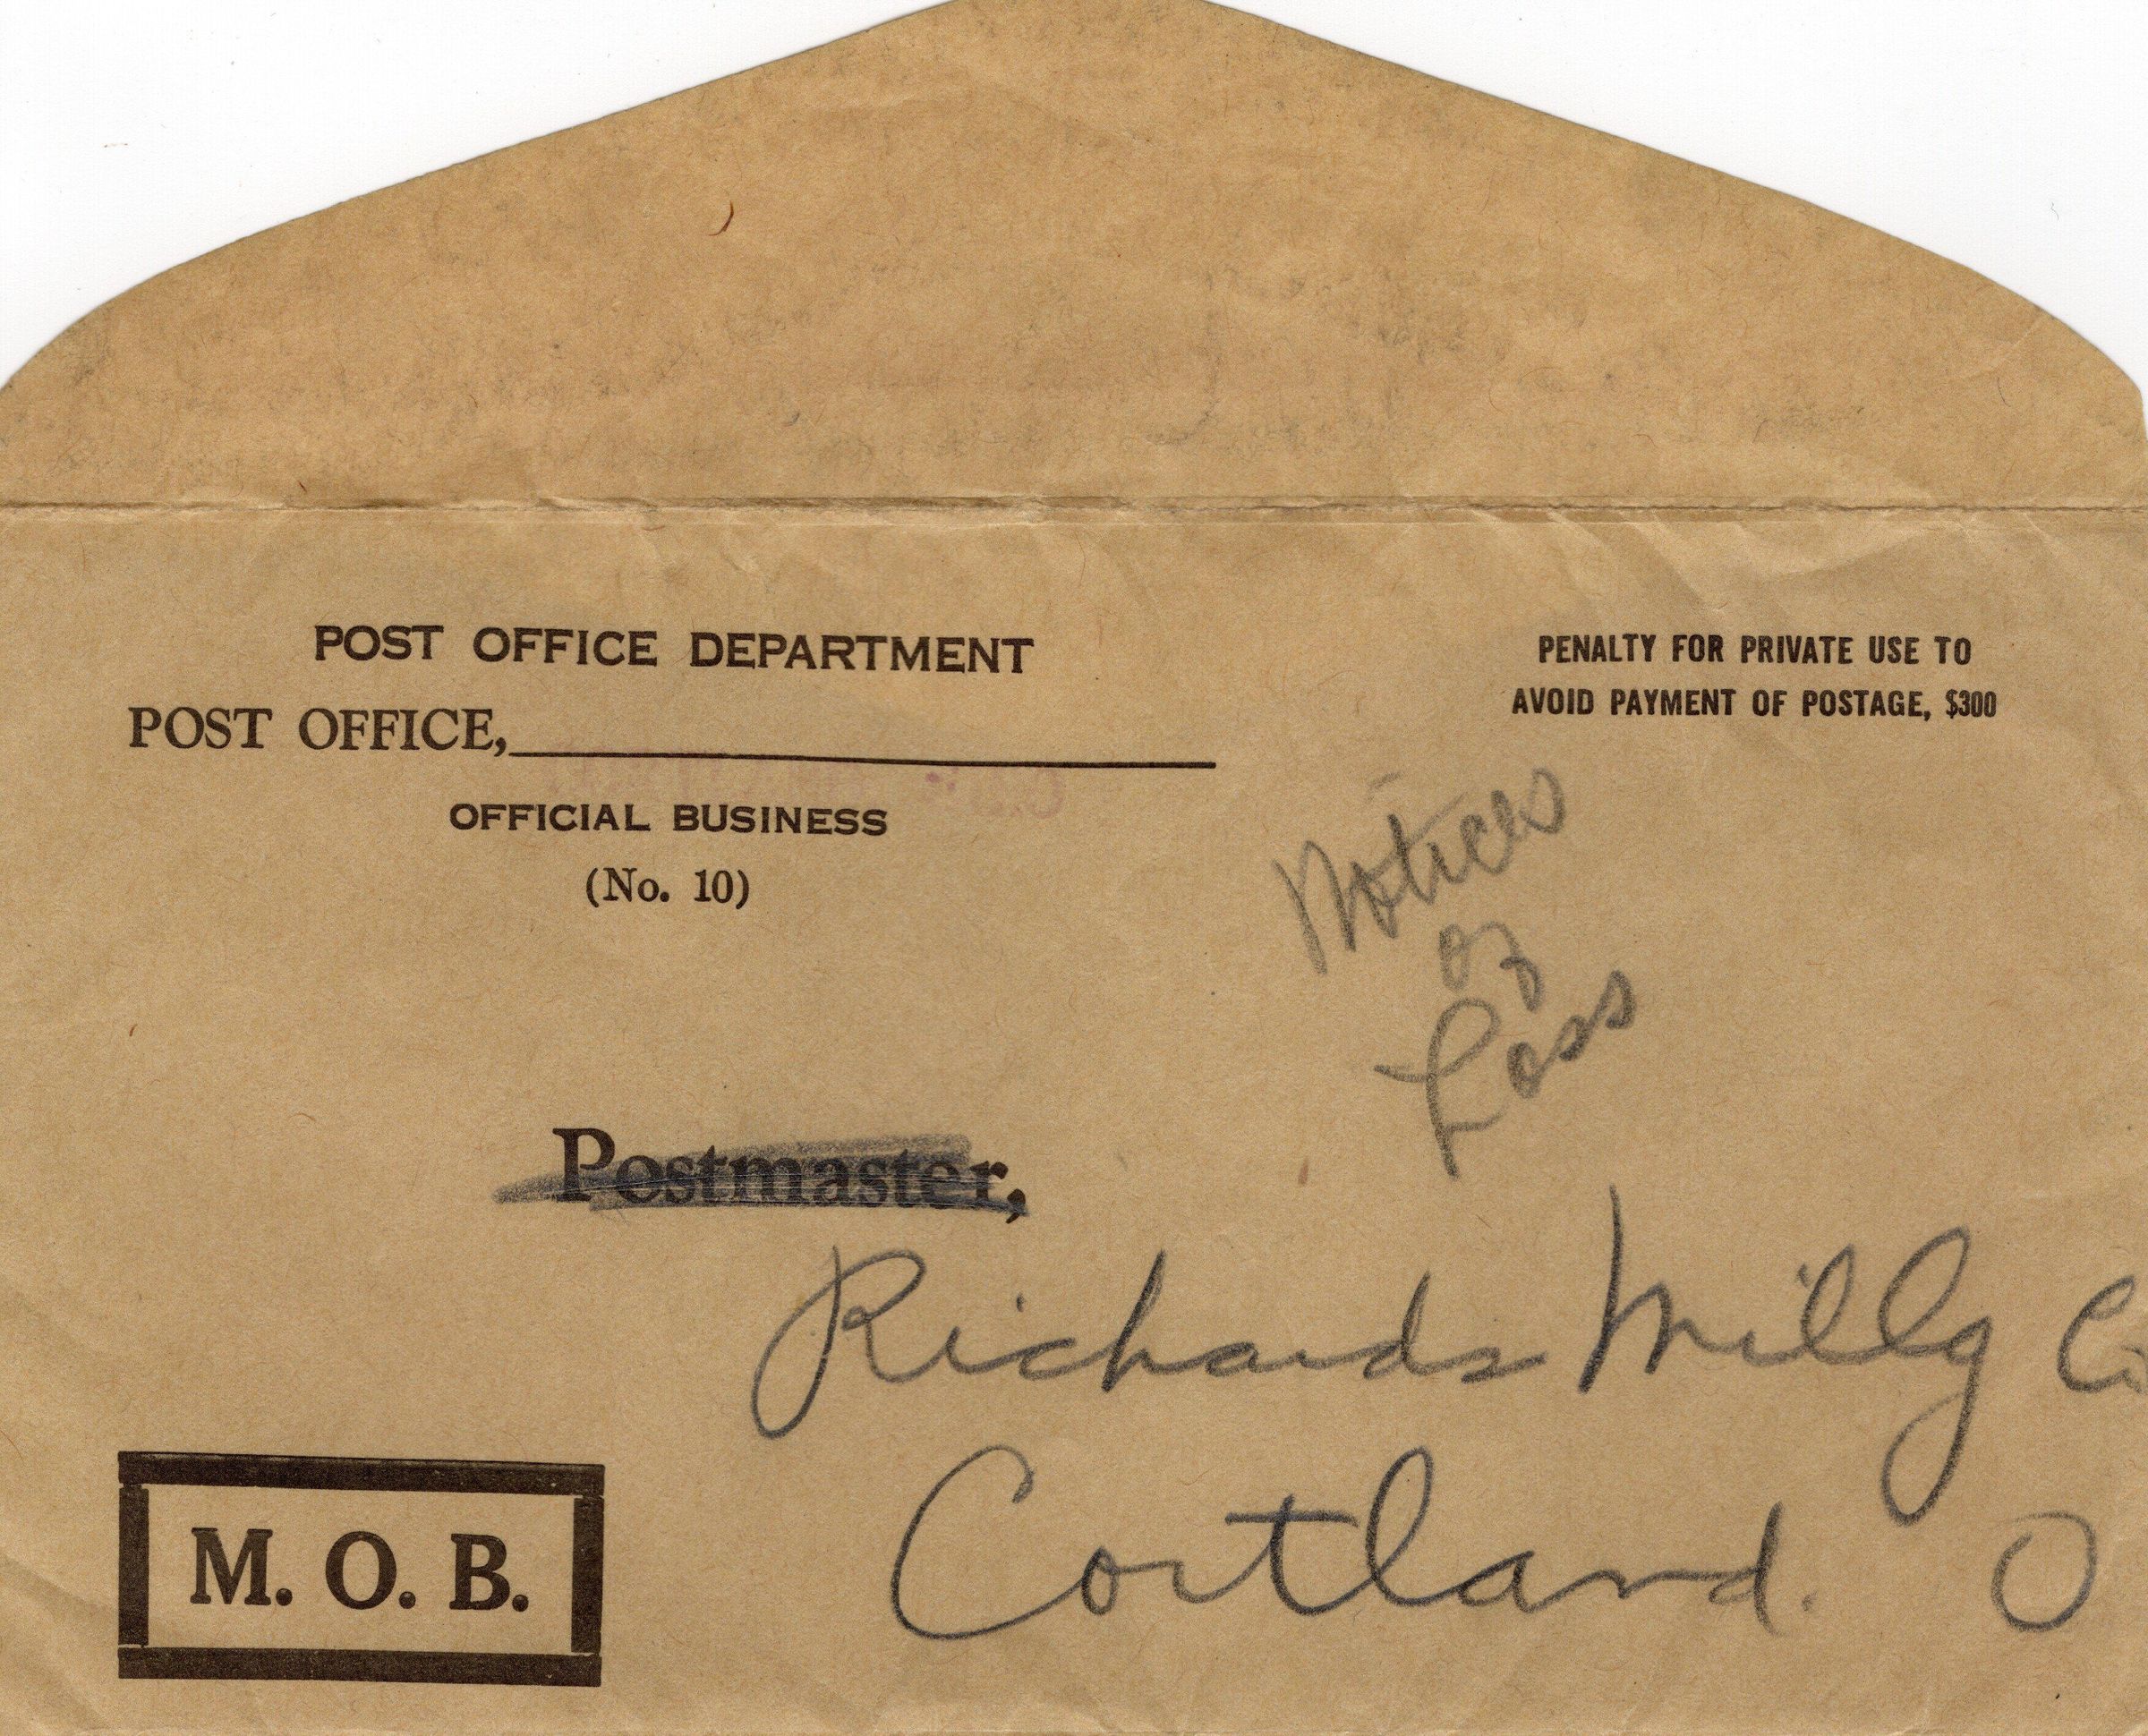 POST OFFICE DEPARTMENT
POST OFFICE,
OFFICIAL BUSINESS
(No. 10)
PENALTY FOR PRIVATE USE TO
AVOID PAYMENT OF POSTAGE, $300
Notices
of
Loss
Postmaster,
Richards Millg Co
Cortland. O
M. O. B.